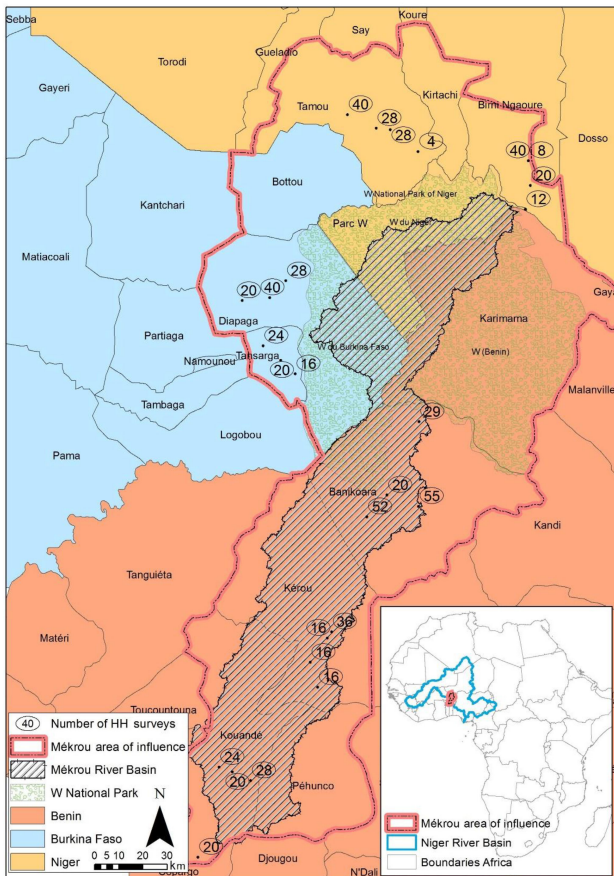 Sebba
Koure
Say
Torodi
Gueladio
Gayeri
Kirtachi
Tamou
40
Birni Ngaoure
28
28
Dosso
4
8
40
20
Bottou
W National Park of Niger
12
Kantchari
Parc W
W du Niger
Matiacoali
28
20
40
Gaya
Diapaga
Karimama
Partiaga
24
W du Burkina Faso
W (Benin)
Namounou
Tansarga
20
16
Malanville
Tambaga
29
Logobou
Pama
Banikoara
20
55
52
Kandi
Tanguiéta
Kérou
Matéri
16
36
16
16
Toucountouna
Kouandé
24
20
28
Péhunco
20
Djougou
N'Dali
40
Number of HH surveys
Mékrou area of influence
Mékrou River Basin
W National Park
Benin
Burkina Faso
Niger
N
0 5 10 20 30
km
Mékrou area of influence
Niger River Basin
Boundaries Africa